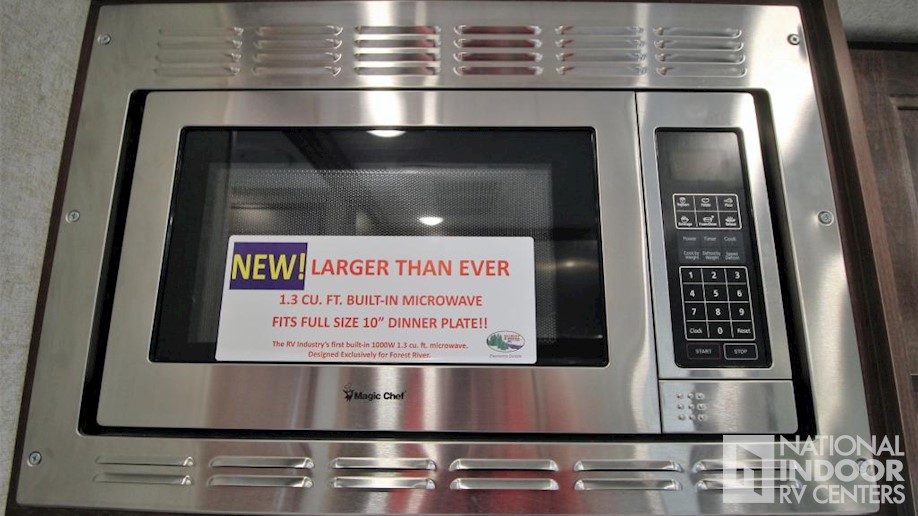 NEW! LARGER THAN EVER
1.3 CU. FT. BUILT-IN MICROWAVE
FITS FULL SIZE 10” DINNER PLATE!!
The RV Industry's first built-in 1000W 1.3 cu. ft. microwave.
Designed Exclusively for Forest River.
Magic Chef
Power Timer Cook
1 2 3
4 5 6
7 8 9
Clock 0 Reset
START STOP
NATIONAL
INDOOR
RV CENTERS